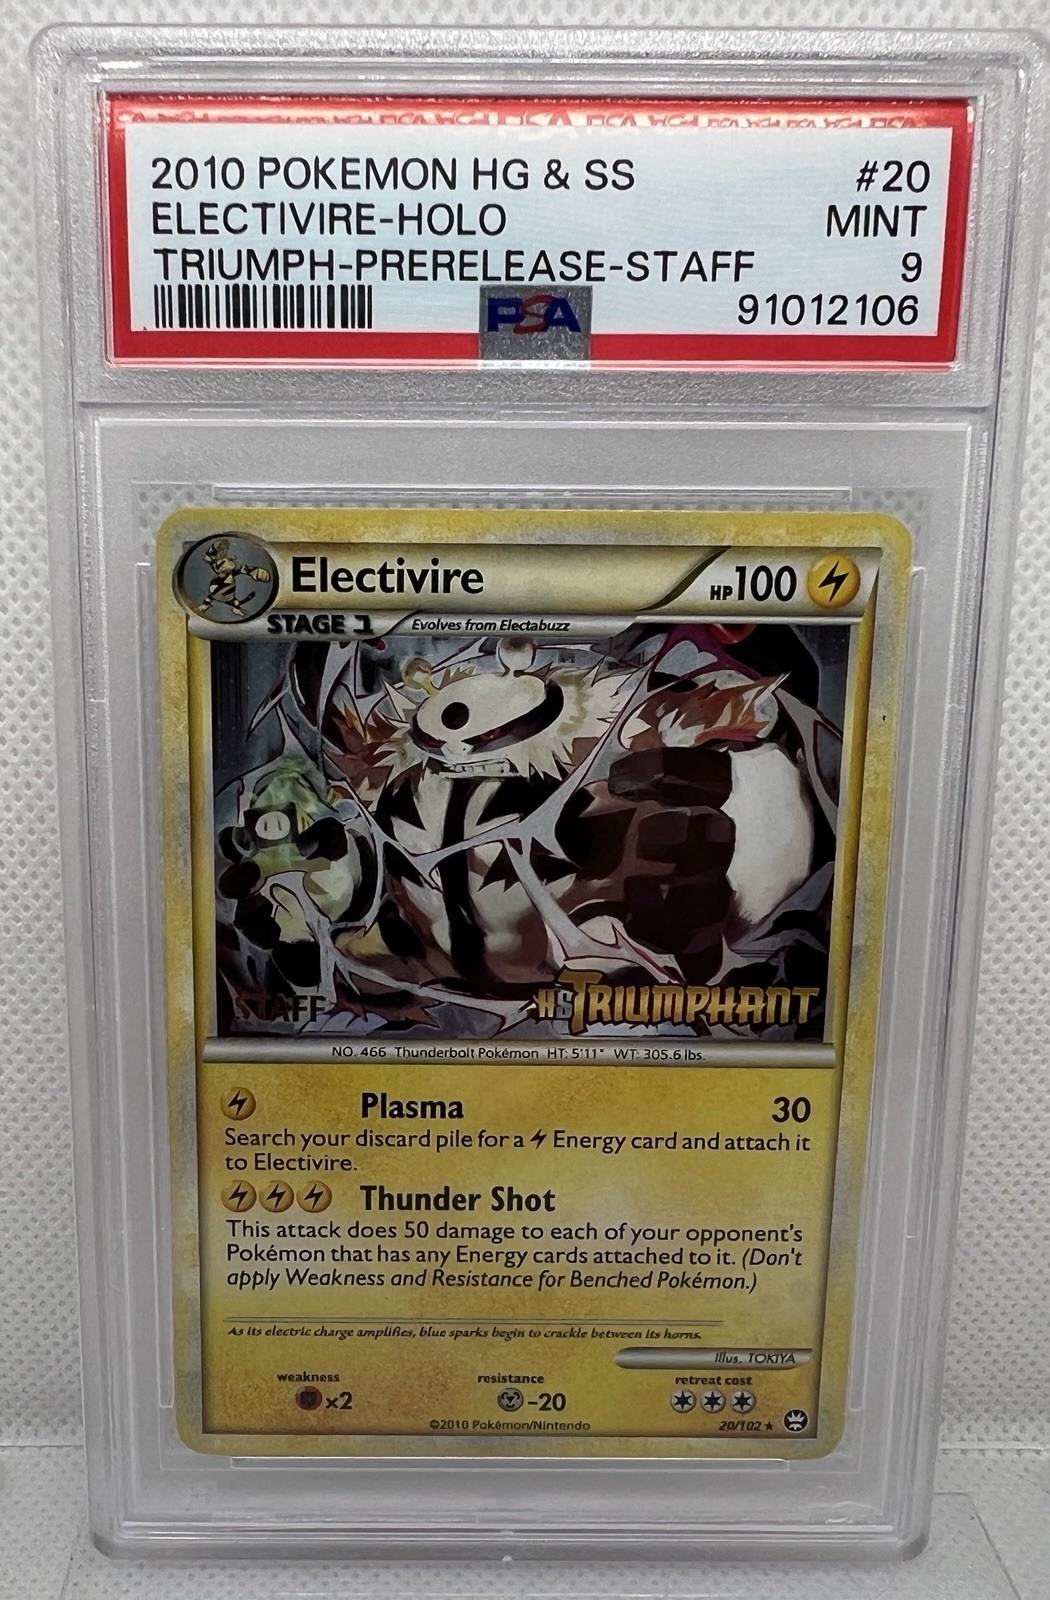 2010 POKEMON HG & SS #20
ELECTIVIRE-HOLO MINT
TRIUMPH-PRERELEASE-STAFF 9
PSA 91012106
Electivire HP 100
STAGE 1 Evolves from Electabuzz
STAFF HS TRIUMPHANT
NO. 466 Thunderbolt Pokémon HT: 5'11" WT: 305.6 lbs.
Plasma 30
Search your discard pile for a Energy card and attach it
to Electivire.
Thunder Shot
This attack does 50 damage to each of your opponent's
Pokémon that has any Energy cards attached to it. (Don't
apply Weakness and Resistance for Benched Pokémon.)
As its electric charge amplifies, blue sparks begin to crackle between its horns.
Illus. TOKIYA
weakness resistance retreat cost
x2 -20
©2010 Pokémon/Nintendo 20/102 ★